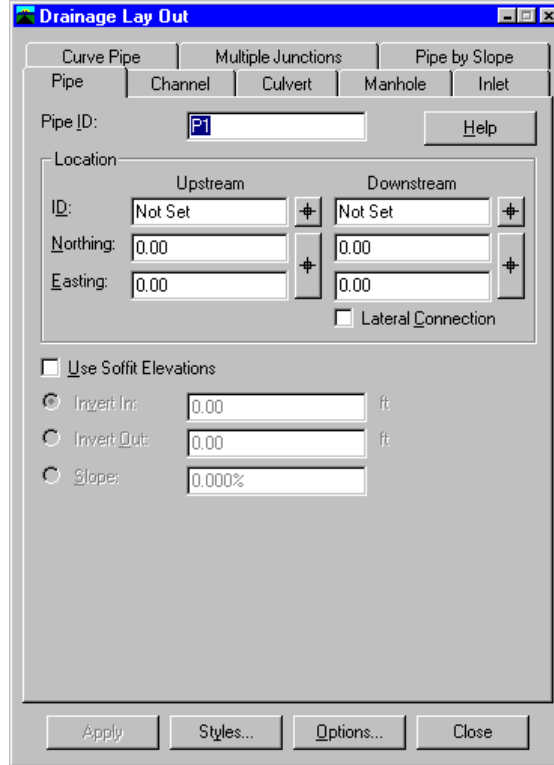 Drainage Lay Out
Curve Pipe Multiple Junctions Pipe by Slope
Pipe Channel Culvert Manhole Inlet
Pipe ID: P1 Help
Location
Upstream Downstream
ID: Not Set Not Set
Northing: 0.00 0.00
Easting: 0.00 0.00
Lateral Connection
Use Soffit Elevations
Invert In: 0.00 ft
Invert Out: 0.00 ft
Slope: 0.000%
Apply Styles... Options... Close